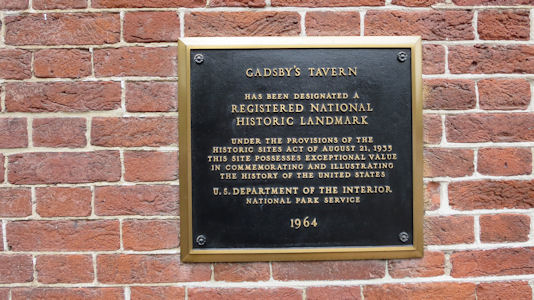 GADSBY'S TAVERN
HAS BEEN DESIGNATED A
REGISTERED NATIONAL
HISTORIC LANDMARK
UNDER THE PROVISIONS OF THE
HISTORIC SITES ACT OF AUGUST 21, 1935
THIS SITE POSSESSES EXCEPTIONAL VALUE
IN COMMEMORATING AND ILLUSTRATING
THE HISTORY OF THE UNITED STATES
U.S. DEPARTMENT OF THE INTERIOR
NATIONAL PARK SERVICE
1964